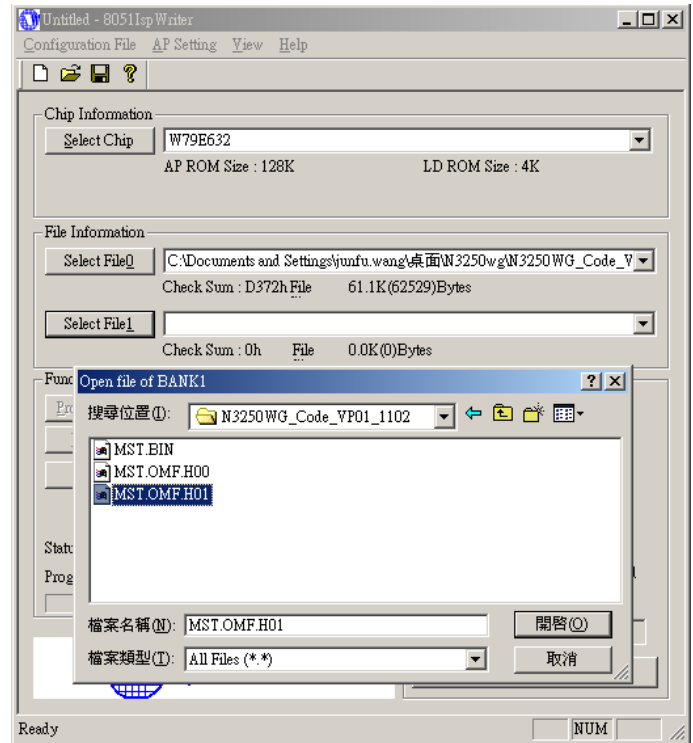 Untitled - 8051IspWriter
Configuration File AP Setting View Help
Chip Information
Select Chip W79E632
AP ROM Size : 128K LD ROM Size : 4K
File Information
Select File0 C:\Documents and Settings\junfu.wang\桌面\N3250wg\N3250WG_Code_V
Check Sum : D372h File 61.1K(62529)Bytes
Select File1
Check Sum : 0h File 0.0K(0)Bytes
Func
Open file of BANK1
搜尋位置(I): N3250WG_Code_VP01_1102
MST.BIN
MST.OMF.H00
MST.OMF.H01
Statu
Prog
檔案名稱(N): MST.OMF.H01 開啓(O)
檔案類型(T): All Files (*.*) 取消
Ready NUM